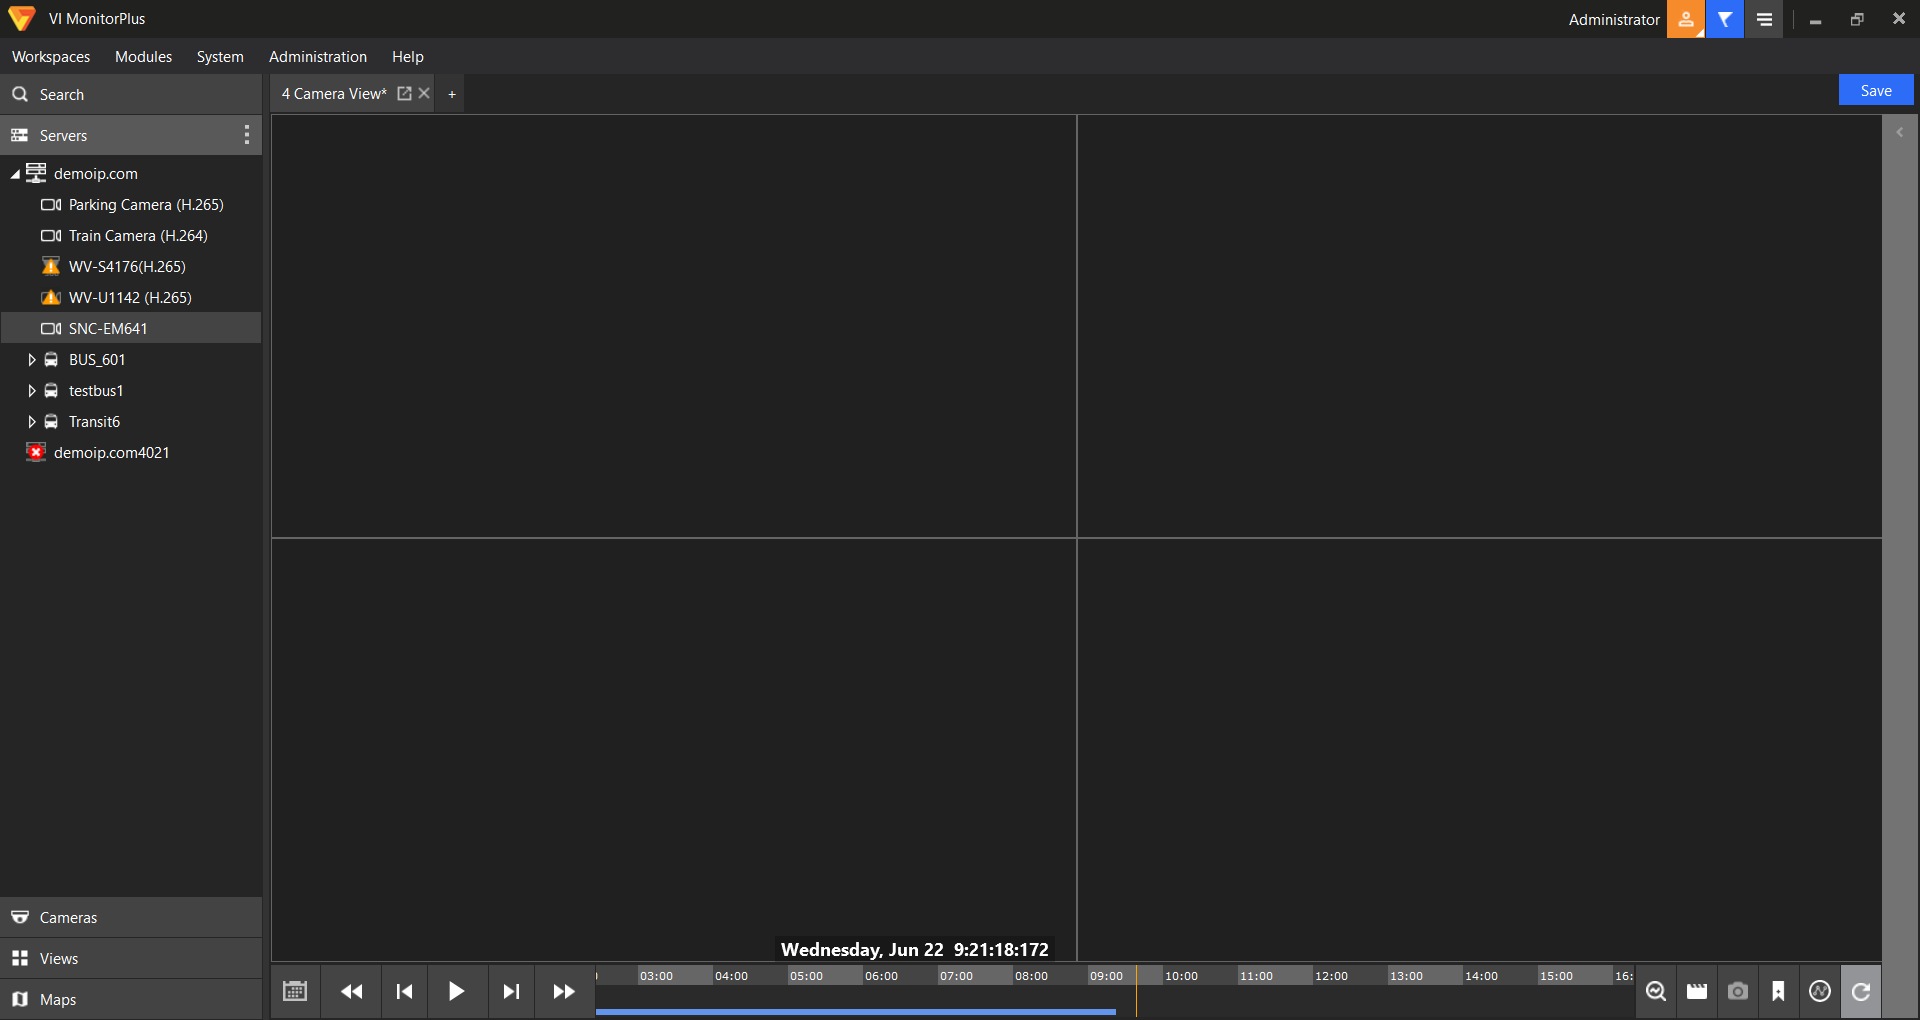 VI MonitorPlus
Administrator
Workspaces Modules System Administration Help
Search
4 Camera View* +
Save
Servers
demoip.com
Parking Camera (H.265)
Train Camera (H.264)
WV-S4176(H.265)
WV-U1142 (H.265)
SNC-EM641
BUS_601
testbus1
Transit6
demoip.com4021
Cameras
Views
Maps
Wednesday, Jun 22 9:21:18:172
03:00 04:00 05:00 06:00 07:00 08:00 09:00 10:00 11:00 12:00 13:00 14:00 15:00 16: